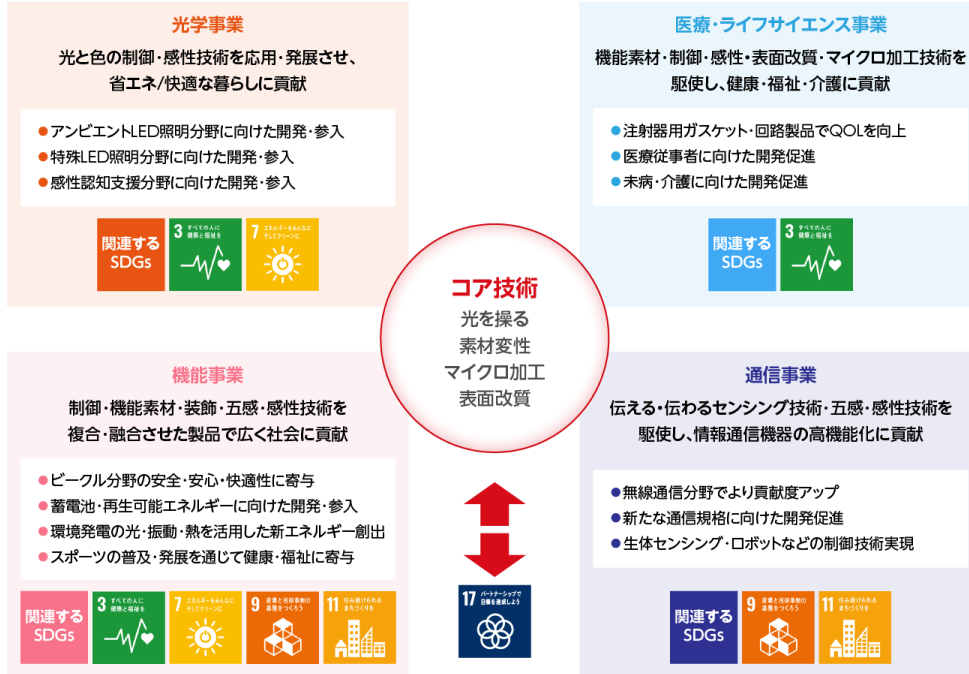 光学事業
光と色の制御・感性技術を応用・発展させ、
省エネ/快適な暮らしに貢献
●アンビエントLED照明分野に向けた開発・参入
●特殊LED照明分野に向けた開発・参入
●感性認知支援分野に向けた開発・参入
関連する
SDGs
3 すべての人に
健康と福祉を
7 エネルギーをみんなに
そしてクリーンに
医療・ライフサイエンス事業
機能素材・制御・感性・表面改質・マイクロ加工技術を
駆使し、健康・福祉・介護に貢献
●注射器用ガスケット・回路製品でQOLを向上
●医療従事者に向けた開発促進
●未病・介護に向けた開発促進
関連する
SDGs
3 すべての人に
健康と福祉を
コア技術
光を操る
素材変性
マイクロ加工
表面改質
機能事業
制御・機能素材・装飾・五感・感性技術を
複合・融合させた製品で広く社会に貢献
●ビークル分野の安全・安心・快適性に寄与
●蓄電池・再生可能エネルギーに向けた開発・参入
●環境発電の光・振動・熱を活用した新エネルギー創出
●スポーツの普及・発展を通じて健康・福祉に寄与
関連する
SDGs
3 すべての人に
健康と福祉を
7 エネルギーをみんなに
そしてクリーンに
9 産業と技術革新の
基盤をつくろう
11 住み続けられる
まちづくりを
17 パートナーシップで
目標を達成しよう
通信事業
伝える・伝わるセンシング技術・五感・感性技術を
駆使し、情報通信機器の高機能化に貢献
●無線通信分野でより貢献度アップ
●新たな通信規格に向けた開発促進
●生体センシング・ロボットなどの制御技術実現
関連する
SDGs
9 産業と技術革新の
基盤をつくろう
11 住み続けられる
まちづくりを